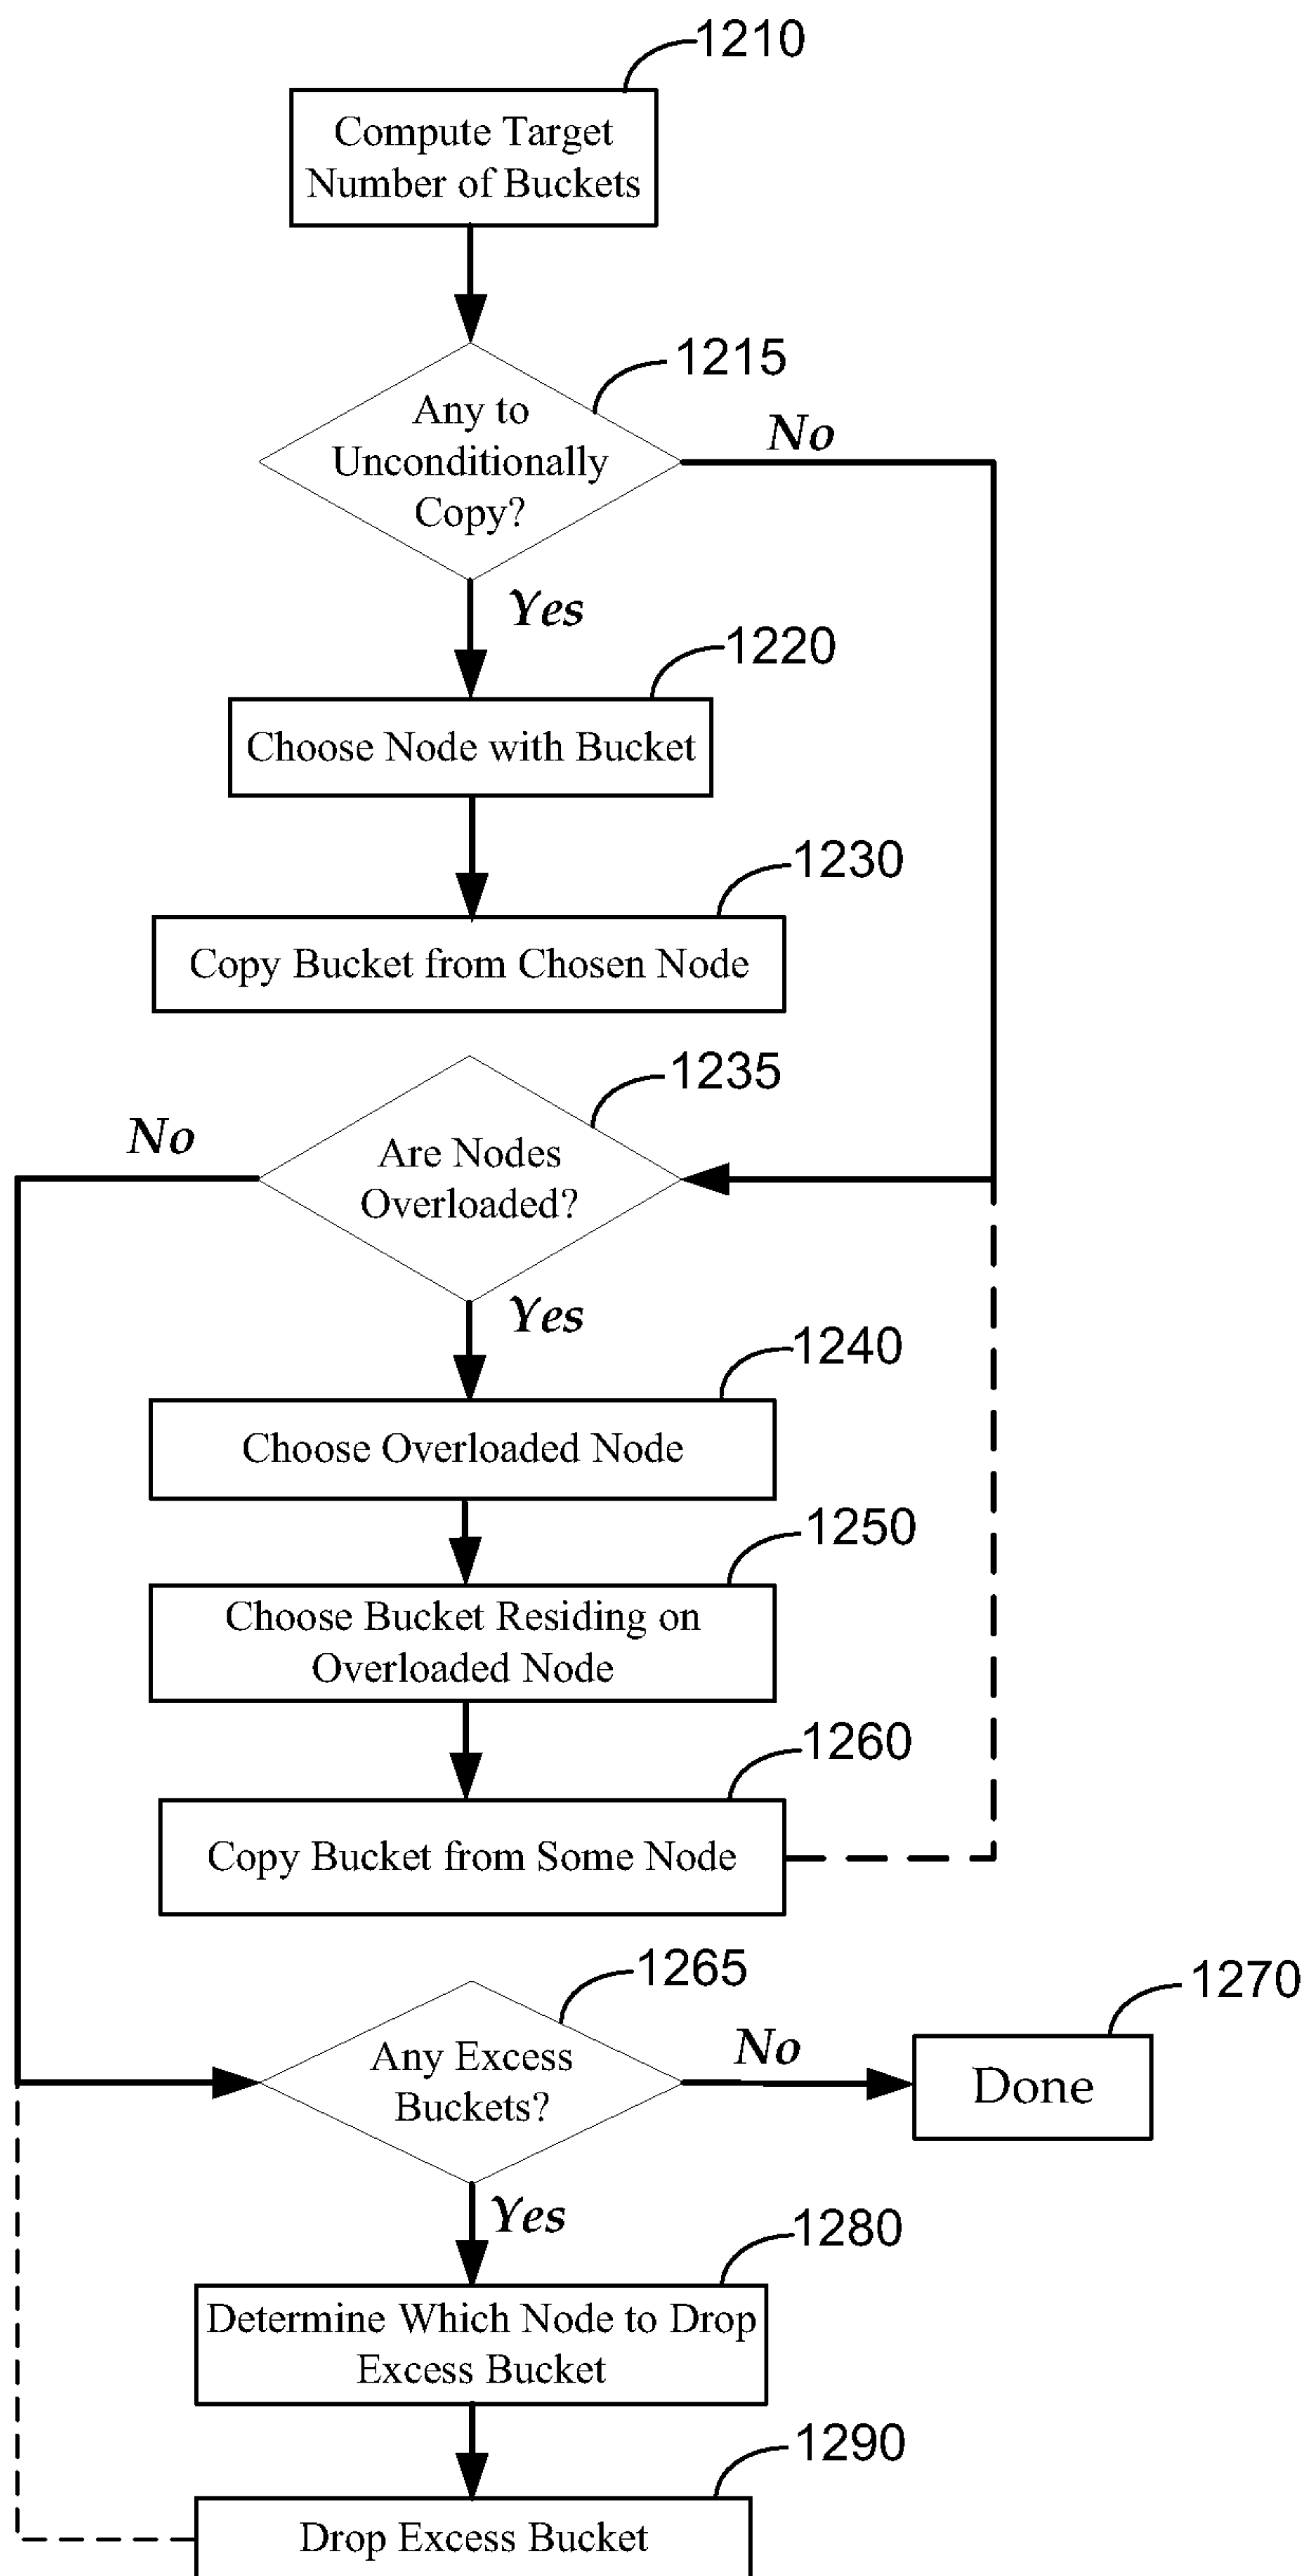 1210
Compute Target
Number of Buckets
1215
Any to
Unconditionally
Copy?
No
Yes
1220
Choose Node with Bucket
1230
Copy Bucket from Chosen Node
1235
No
Are Nodes
Overloaded?
Yes
1240
Choose Overloaded Node
1250
Choose Bucket Residing on
Overloaded Node
1260
Copy Bucket from Some Node
1265
1270
Any Excess
Buckets?
No
Done
Yes
1280
Determine Which Node to Drop
Excess Bucket
1290
Drop Excess Bucket